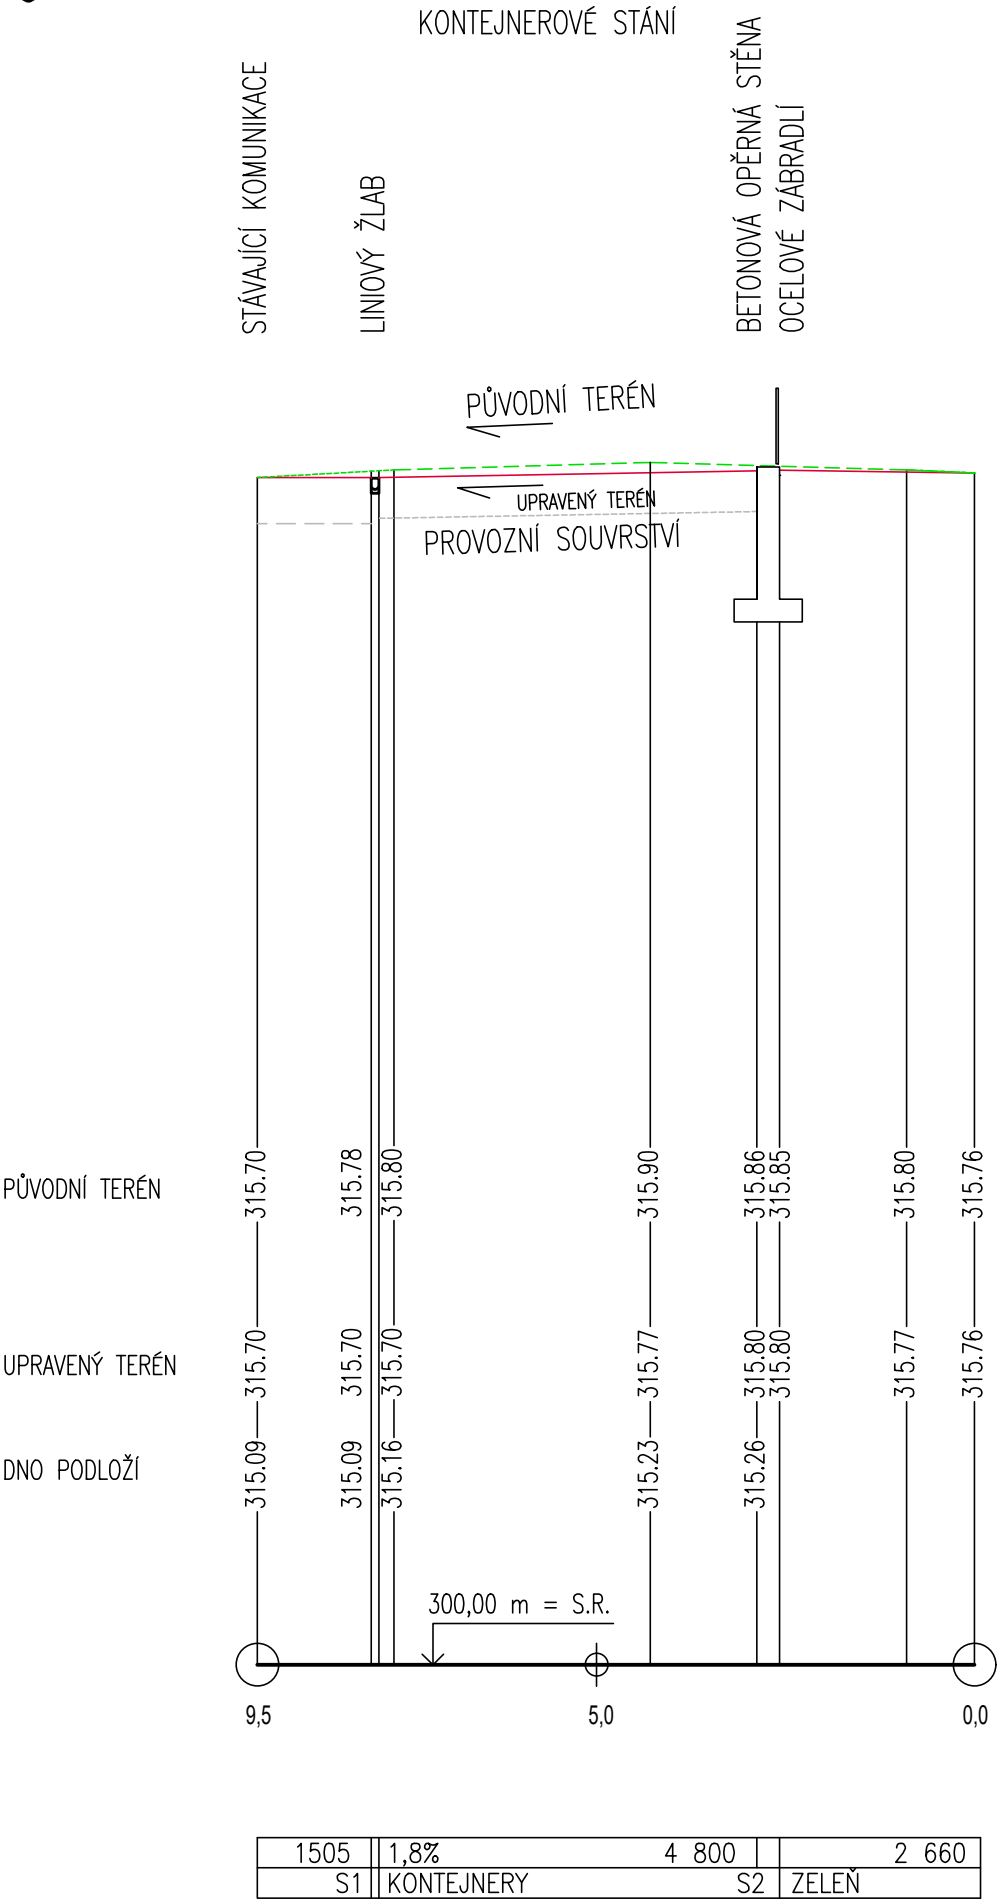 KONTEJNEROVÉ STÁNÍ
STÁVAJÍCÍ KOMUNIKACE
LINIOVÝ ŽLAB
BETONOVÁ OPĚRNÁ STĚNA
OCELOVÉ ZÁBRADLÍ
PŮVODNÍ TERÉN
UPRAVENÝ TERÉN
PROVOZNÍ SOUVRSTVÍ
PŮVODNÍ TERÉN 315.70 315.78 315.80 315.90 315.86 315.85 315.80 315.76
UPRAVENÝ TERÉN 315.70 315.70 315.70 315.77 315.80 315.80 315.77 315.76
DNO PODLOŽÍ 315.09 315.09 315.16 315.23 315.26
300,00 m = S.R.
9,5 5,0 0,0
1505 1,8% 4 800 2 660
S1 KONTEJNERY S2 ZELEŇ